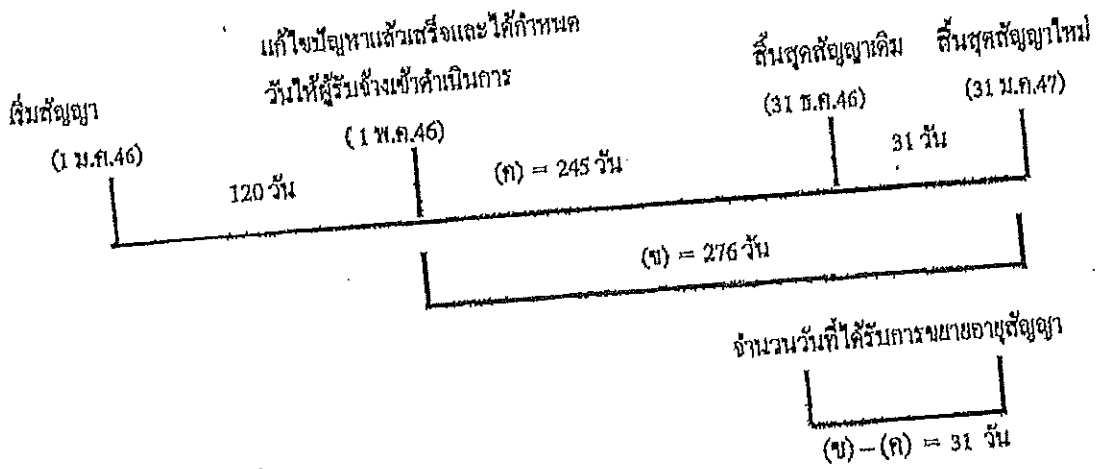 แก้ไขปัญหาแล้วเสร็จและได้กำหนด
วันให้ผู้รับจ้างเข้าดำเนินการ
(1 พ.ค.46)
เริ่มสัญญา
(1 ม.ค.46)
สิ้นสุดสัญญาเดิม
(31 ธ.ค.46)
สิ้นสุดสัญญาใหม่
(31 ม.ค.47)
120 วัน
(ค) = 245 วัน
31 วัน
(ข) = 276 วัน
จำนวนวันที่ได้รับการขยายอายุสัญญา
(ข) – (ค) = 31 วัน